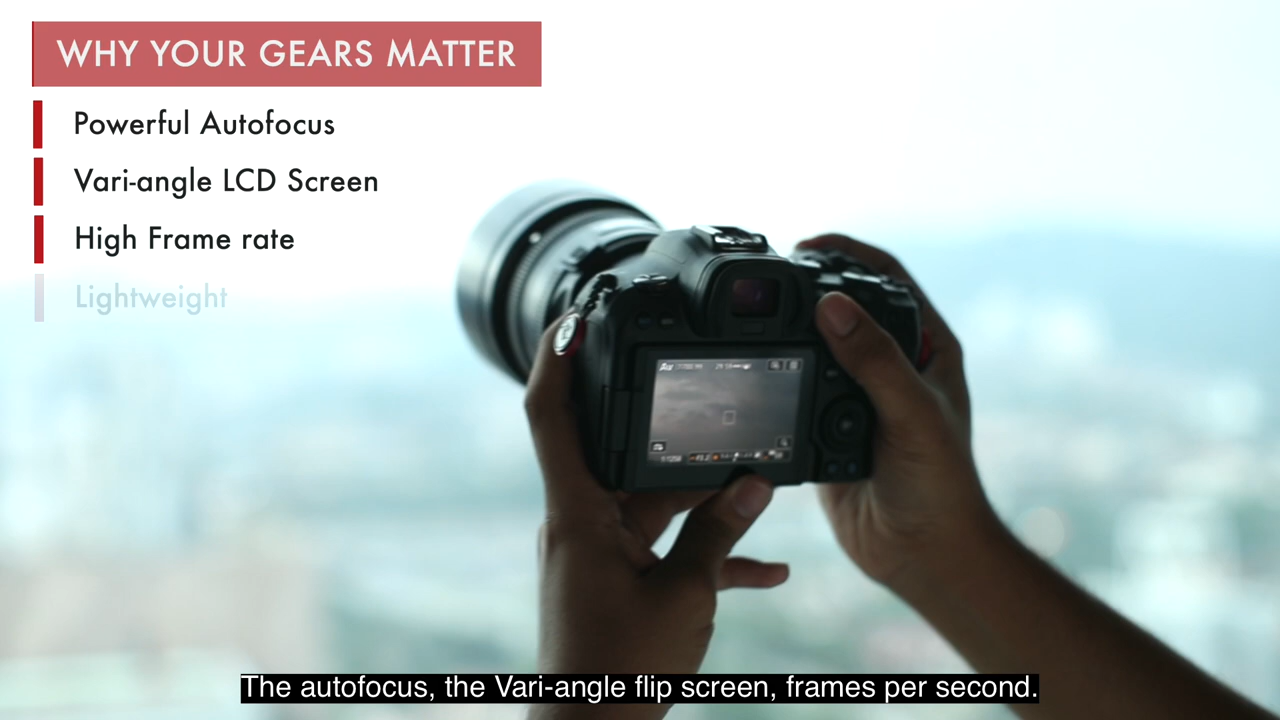 WHY YOUR GEARS MATTER
Powerful Autofocus
Vari-angle LCD Screen
High Frame rate
Lightweight
The autofocus, the Vari-angle flip screen, frames per second.